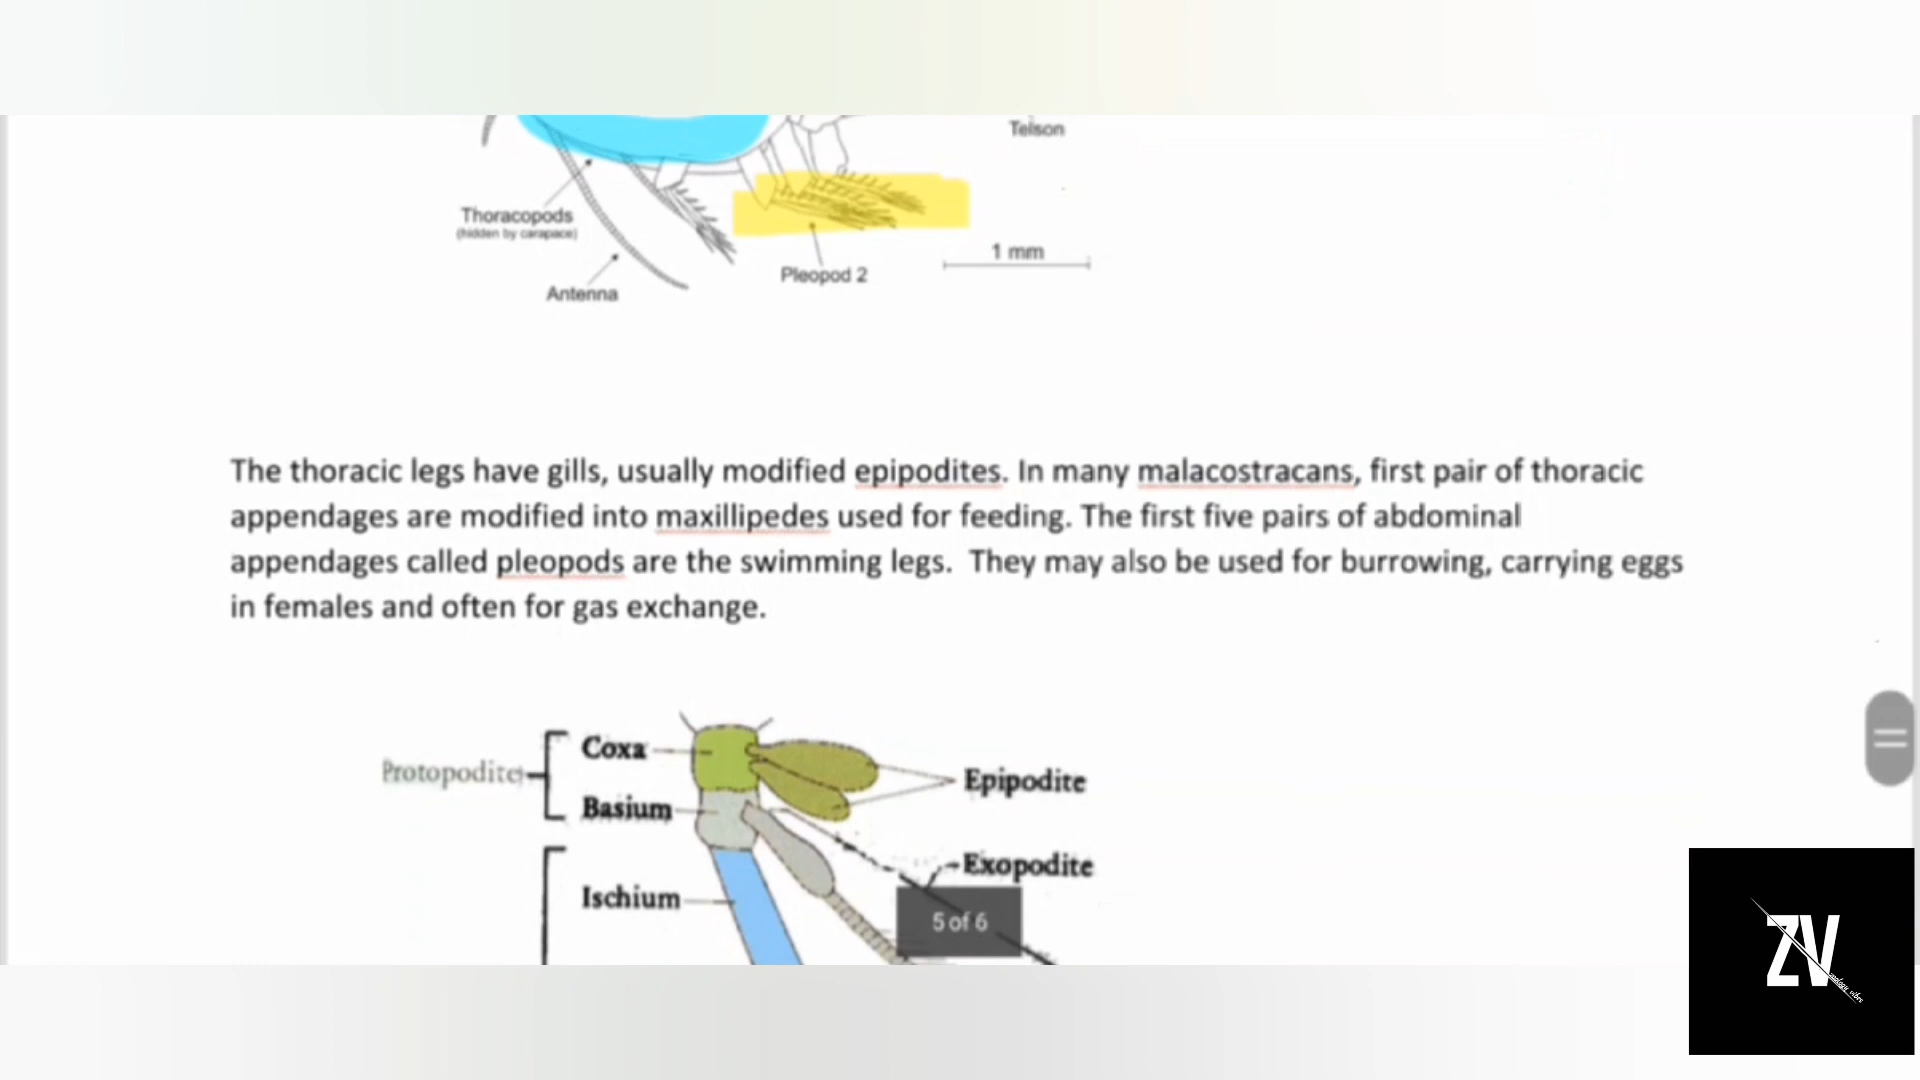 Telson
Thoracopods
(hidden by carapace)
1 mm
Pleopod 2
Antenna
The thoracic legs have gills, usually modified epipodites. In many malacostracans, first pair of thoracic
appendages are modified into maxillipedes used for feeding. The first five pairs of abdominal
appendages called pleopods are the swimming legs. They may also be used for burrowing, carrying eggs
in females and often for gas exchange.
Coxa
Protopodite
Epipodite
Basium
Exopodite
Ischium
5 of 6
ZV
zoology vibes